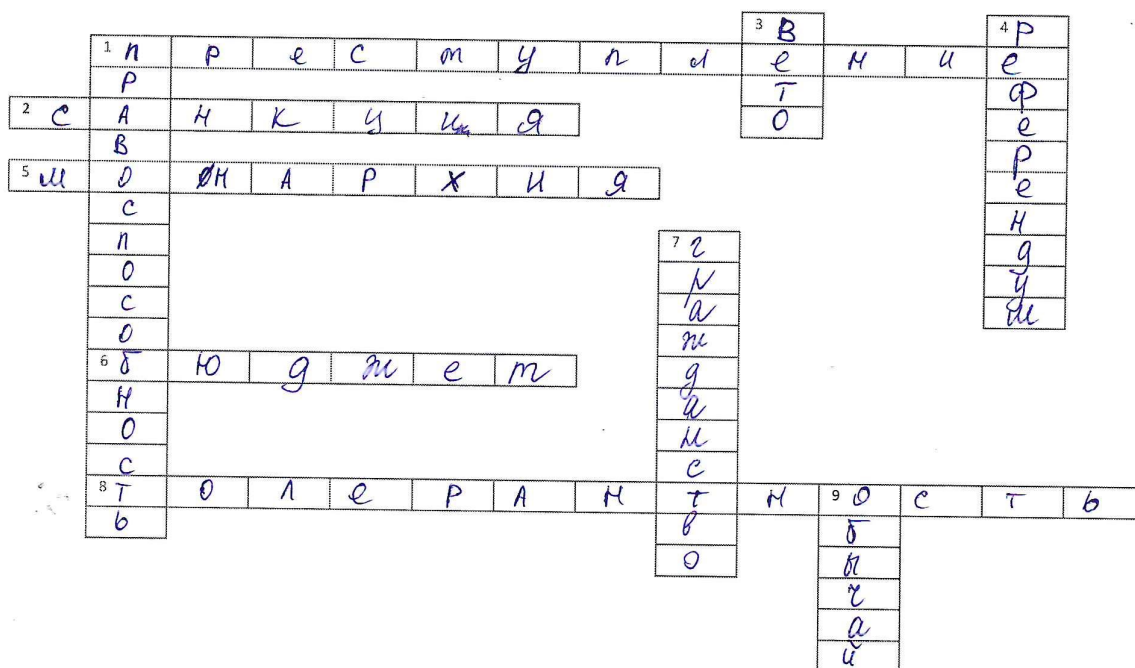 1 Преступление
1 ПРАВОСПОСОБНОСТЬ
2 САНКЦИЯ
3 ВеТО
4 РеФеРеНдум
5 МОНАРХИЯ
6 бЮджет
7 гражданство
8 ТОЛеРАНТНОСТЬ
9 Обычай